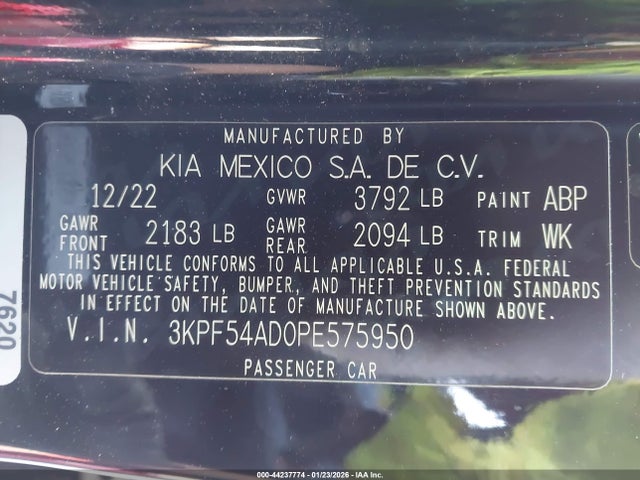 MANUFACTURED BY
KIA MEXICO S.A. DE C.V.
12/22 GVWR 3792 LB PAINT ABP
GAWR FRONT 2183 LB GAWR REAR 2094 LB TRIM WK
THIS VEHICLE CONFORMS TO ALL APPLICABLE U.S.A. FEDERAL
MOTOR VEHICLE SAFETY, BUMPER, AND THEFT PREVENTION STANDARDS
IN EFFECT ON THE DATE OF MANUFACTURE SHOWN ABOVE.
V.I.N. 3KPF54AD0PE575950
PASSENGER CAR
7620
000-44237774 - 01/23/2026 - IAA Inc.